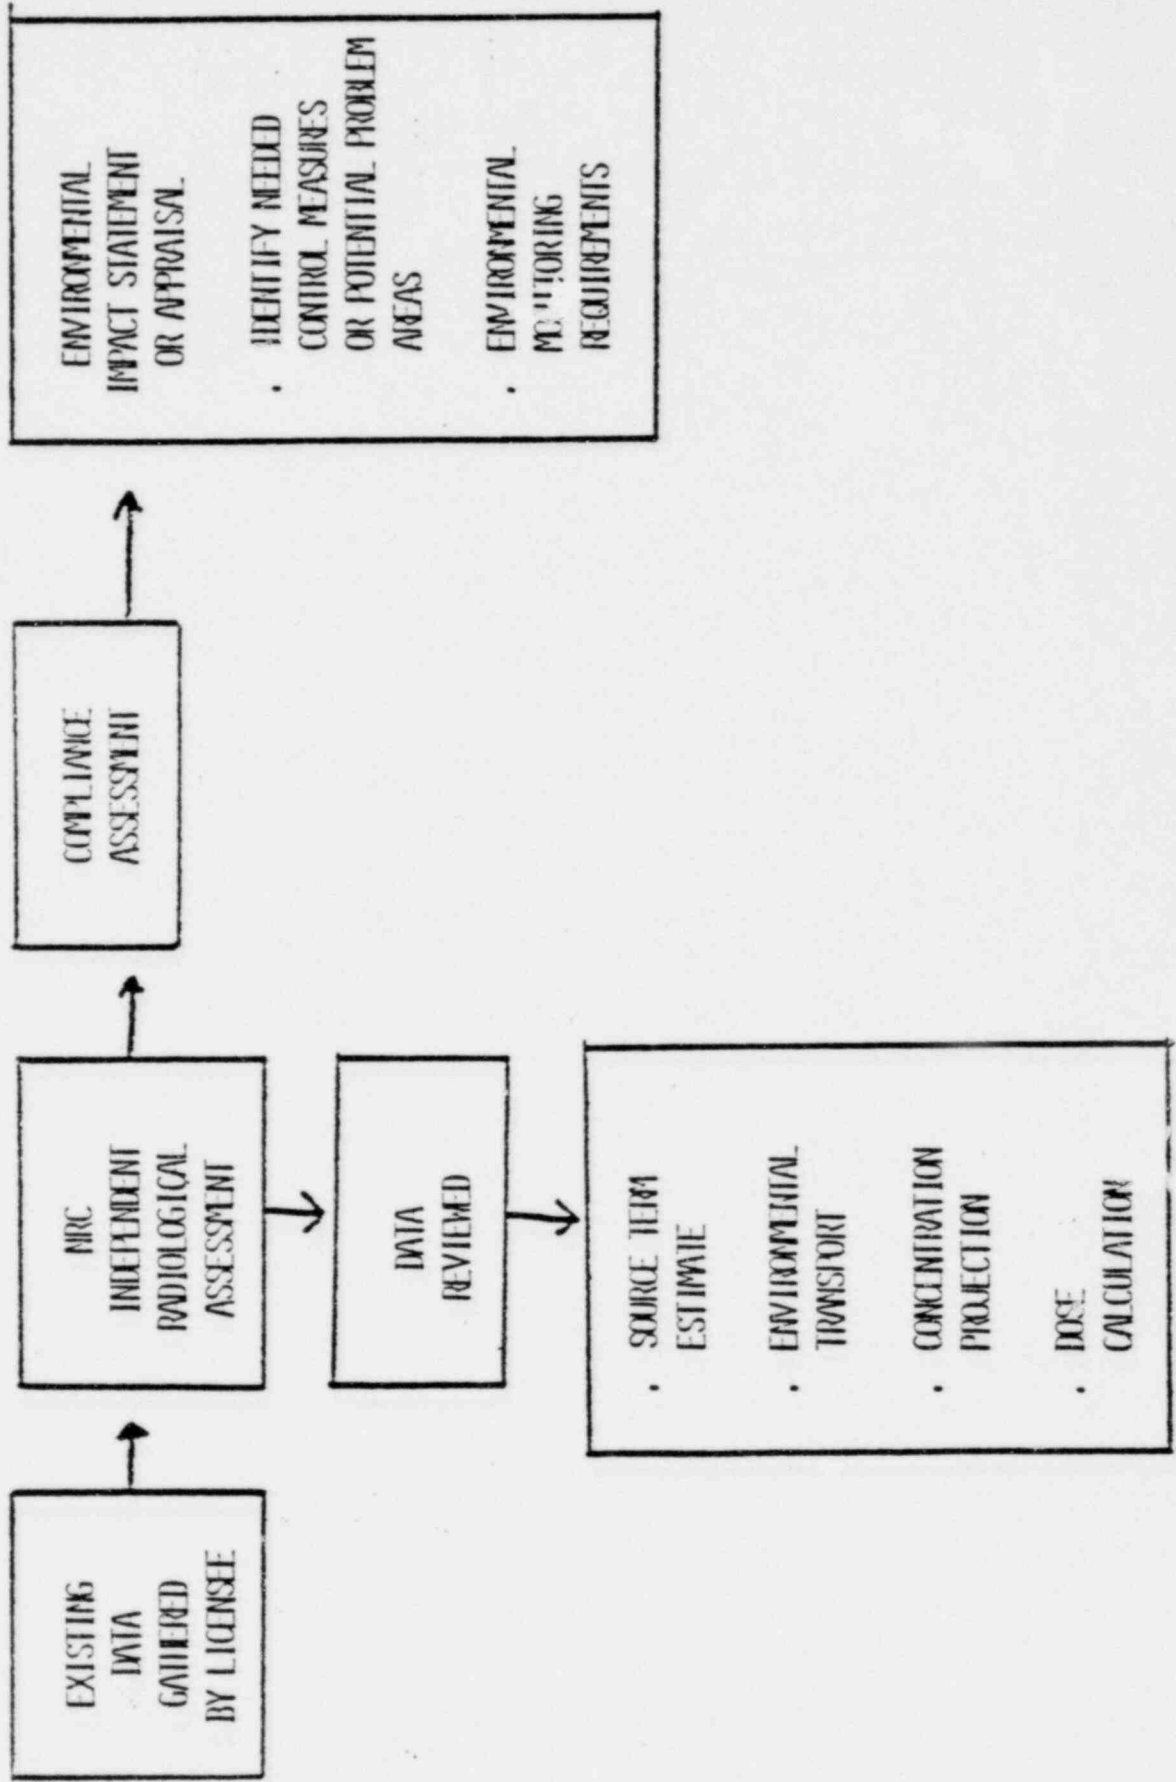 EXISTING
DATA
GATHERED
BY LICENSEE
NRC
INDEPENDENT
RADIOLOGICAL
ASSESSMENT
COMPLIANCE
ASSESSMENT
ENVIRONMENTAL
IMPACT STATEMENT
OR APPRAISAL
• IDENTIFY NEEDED
CONTROL MEASURES
OR POTENTIAL PROBLEM
AREAS
• ENVIRONMENTAL
REQUIREMENTS
DATA
REVIEWED
• SOURCE TERM
ESTIMATE
• ENVIRONMENTAL
TRANSPORT
• CONCENTRATION
PROJECTION
• DOSE
CALCULATION